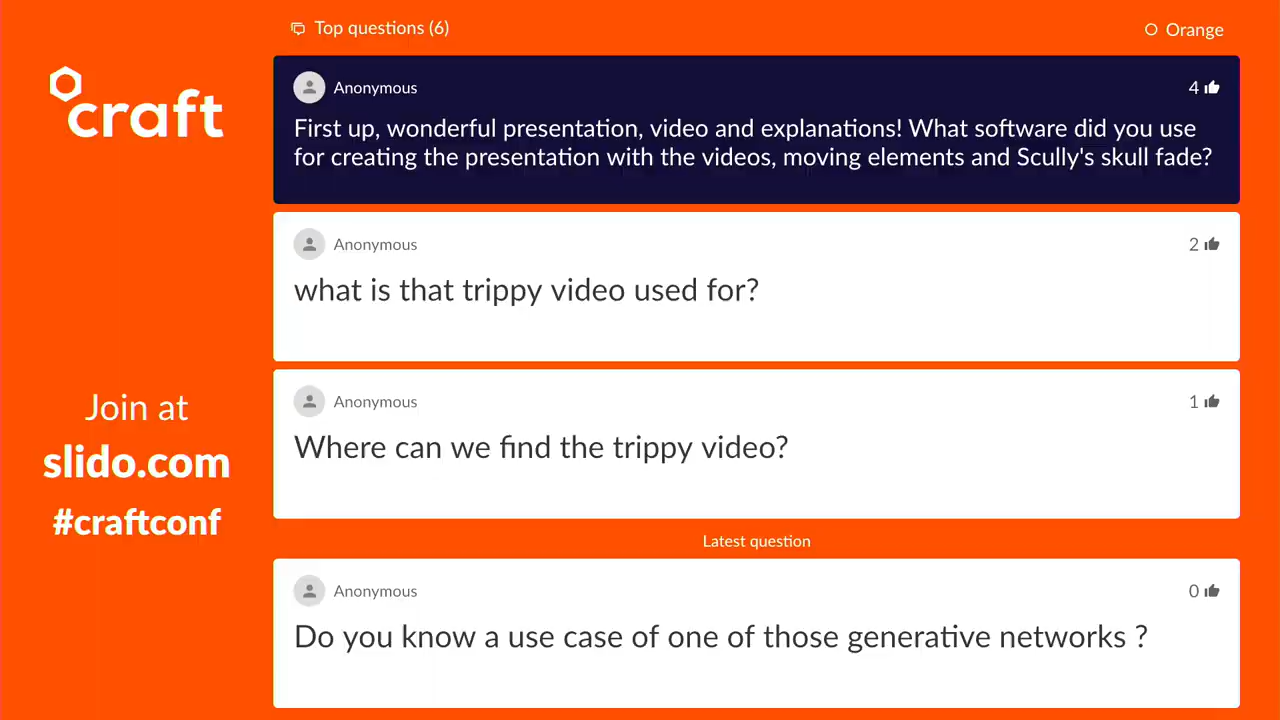 Top questions (6)
Orange
craft
Anonymous
4
First up, wonderful presentation, video and explanations! What software did you use
for creating the presentation with the videos, moving elements and Scully's skull fade?
Anonymous
2
what is that trippy video used for?
Anonymous
1
Where can we find the trippy video?
Join at
slido.com
#craftconf
Latest question
Anonymous
0
Do you know a use case of one of those generative networks ?